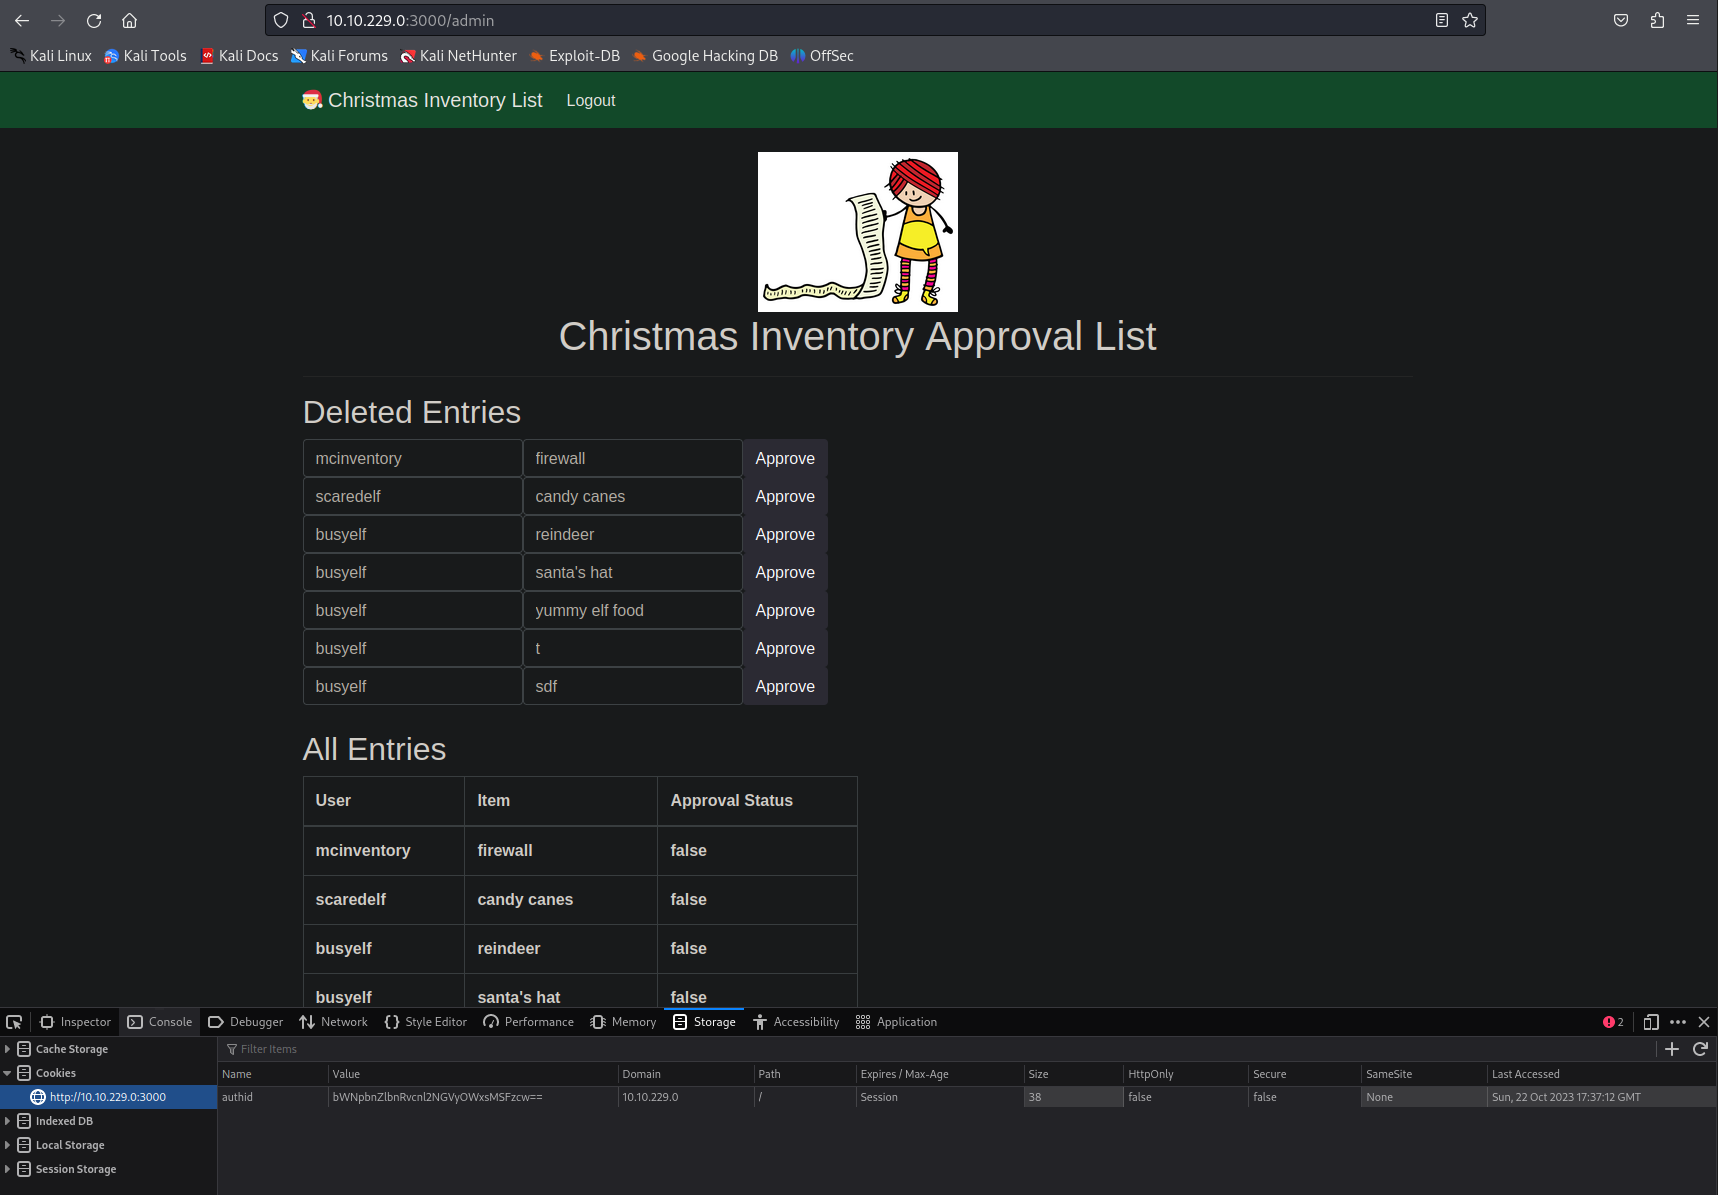 10.10.229.0:3000/admin
Kali Linux Kali Tools Kali Docs Kali Forums Kali NetHunter Exploit-DB Google Hacking DB OffSec
Christmas Inventory List Logout
Christmas Inventory Approval List
Deleted Entries
mcinventory firewall Approve
scaredelf candy canes Approve
busyelf reindeer Approve
busyelf santa's hat Approve
busyelf yummy elf food Approve
busyelf t Approve
busyelf sdf Approve
All Entries
User Item Approval Status
mcinventory firewall false
scaredelf candy canes false
busyelf reindeer false
busyelf santa's hat false
Inspector Console Debugger Network Style Editor Performance Memory Storage Accessibility Application 2
Cache Storage Filter Items
Cookies Name Value Domain Path Expires / Max-Age Size HttpOnly Secure SameSite Last Accessed
http://10.10.229.0:3000 authid bWNpbnZlbnRvcnl2NGVyOWxsMSFzcw== 10.10.229.0 / Session 38 false false None Sun, 22 Oct 2023 17:37:12 GMT
Indexed DB
Local Storage
Session Storage